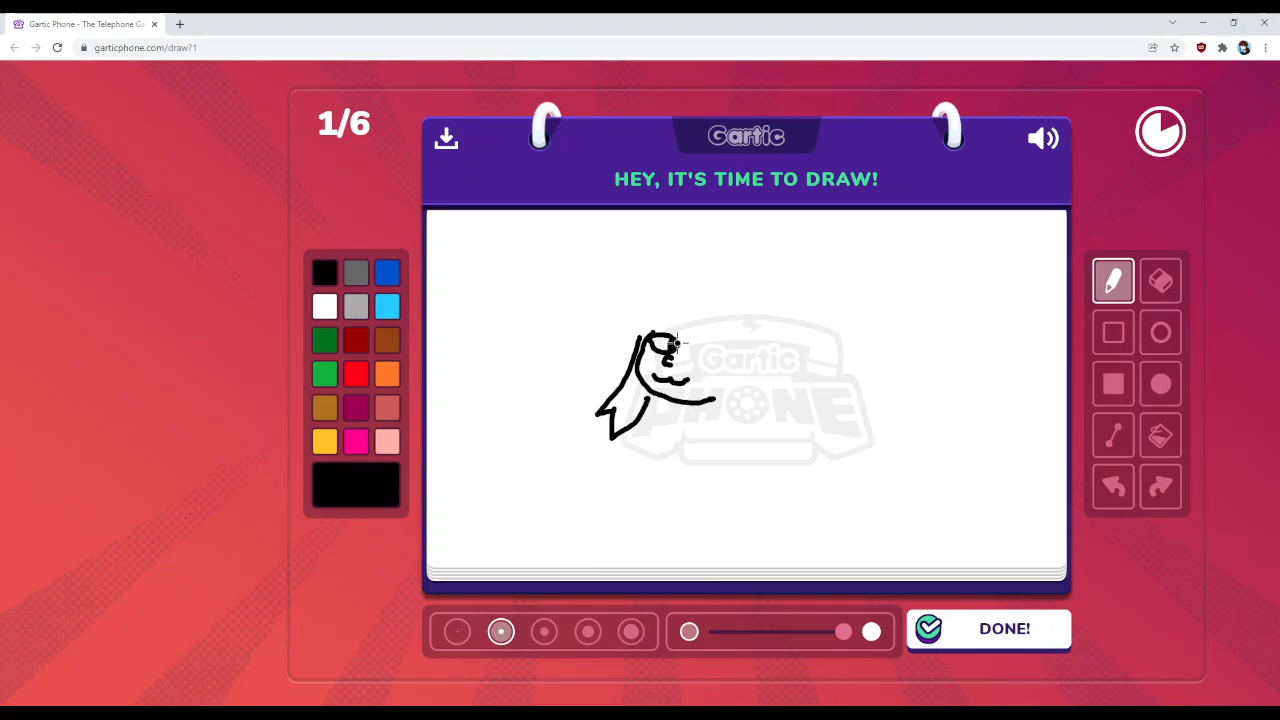 Gartic Phone - The Telephone Ga
garticphone.com/draw?1
1/6
Gartic
HEY, IT'S TIME TO DRAW!
Gartic
PHONE
DONE!